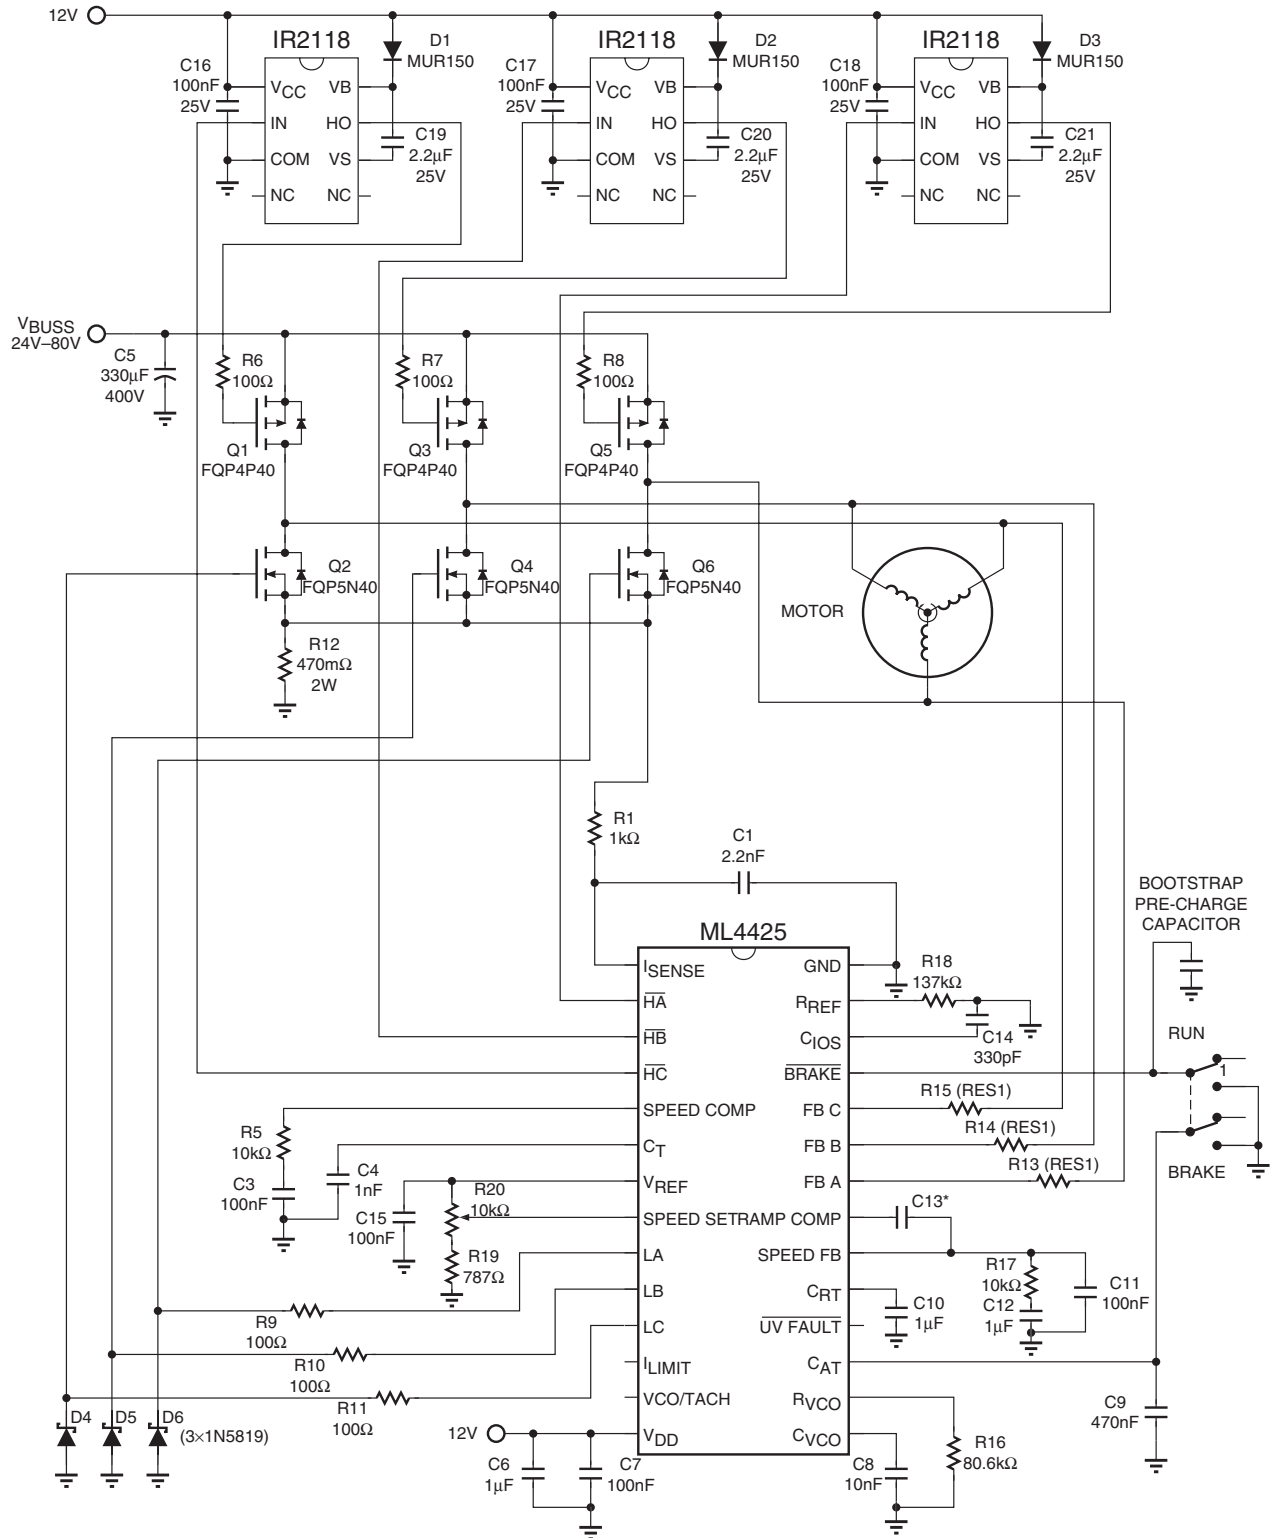 12V
IR2118
D1
MUR150
C16
100nF
25V
VCC
VB
IN
HO
COM
VS
NC
NC
C19
2.2µF
25V
IR2118
D2
MUR150
C17
100nF
25V
VCC
VB
IN
HO
COM
VS
NC
NC
C20
2.2µF
25V
IR2118
D3
MUR150
C18
100nF
25V
VCC
VB
IN
HO
COM
VS
NC
NC
C21
2.2µF
25V
VBUSS
24V–80V
C5
330µF
400V
R6
100Ω
R7
100Ω
R8
100Ω
Q1
FQP4P40
Q3
FQP4P40
Q5
FQP4P40
Q2
FQP5N40
Q4
FQP5N40
Q6
FQP5N40
MOTOR
R12
470mΩ
2W
R1
1kΩ
C1
2.2nF
BOOTSTRAP
PRE-CHARGE
CAPACITOR
ML4425
ISENSE
HA
HB
HC
SPEED COMP
CT
VREF
SPEED SETRAMP COMP
LA
LB
LC
ILIMIT
VCO/TACH
VDD
GND
RREF
CIOS
BRAKE
FB C
FB B
FB A
SPEED FB
CRT
UV FAULT
CAT
RVCO
CVCO
R18
137kΩ
C14
330pF
RUN
1
BRAKE
R15 (RES1)
R14 (RES1)
R13 (RES1)
R5
10kΩ
C3
100nF
C4
1nF
C15
100nF
R20
10kΩ
R19
787Ω
C13*
R17
10kΩ
C12
1µF
C11
100nF
C10
1µF
R9
100Ω
R10
100Ω
R11
100Ω
D4
D5
D6
(3×1N5819)
12V
C6
1µF
C7
100nF
C8
10nF
R16
80.6kΩ
C9
470nF